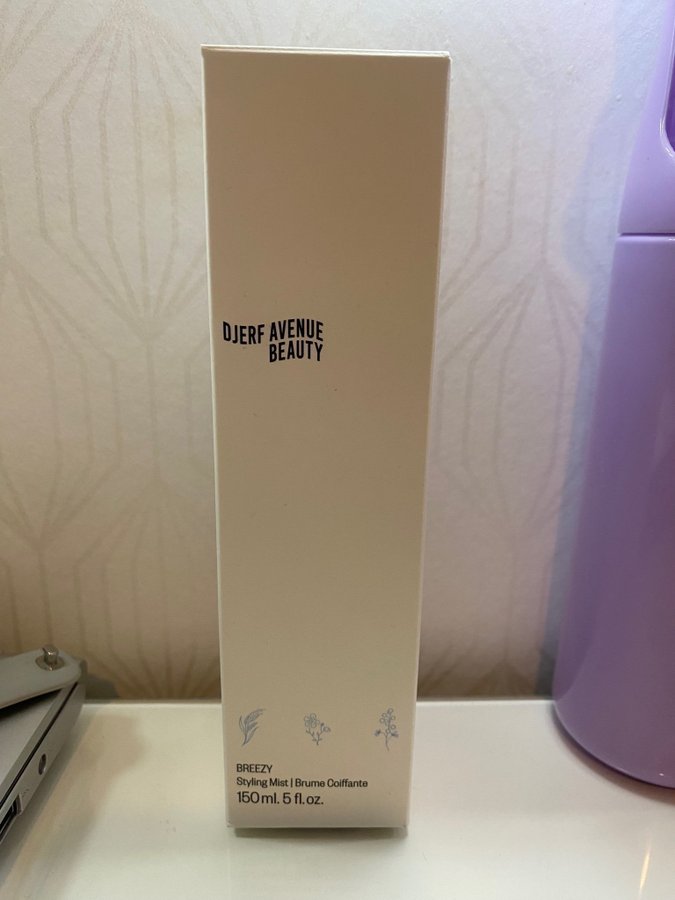 DJERF AVENUE
BEAUTY
BREEZY
Styling Mist | Brume Coiffante
150 ml. 5 fl. oz.